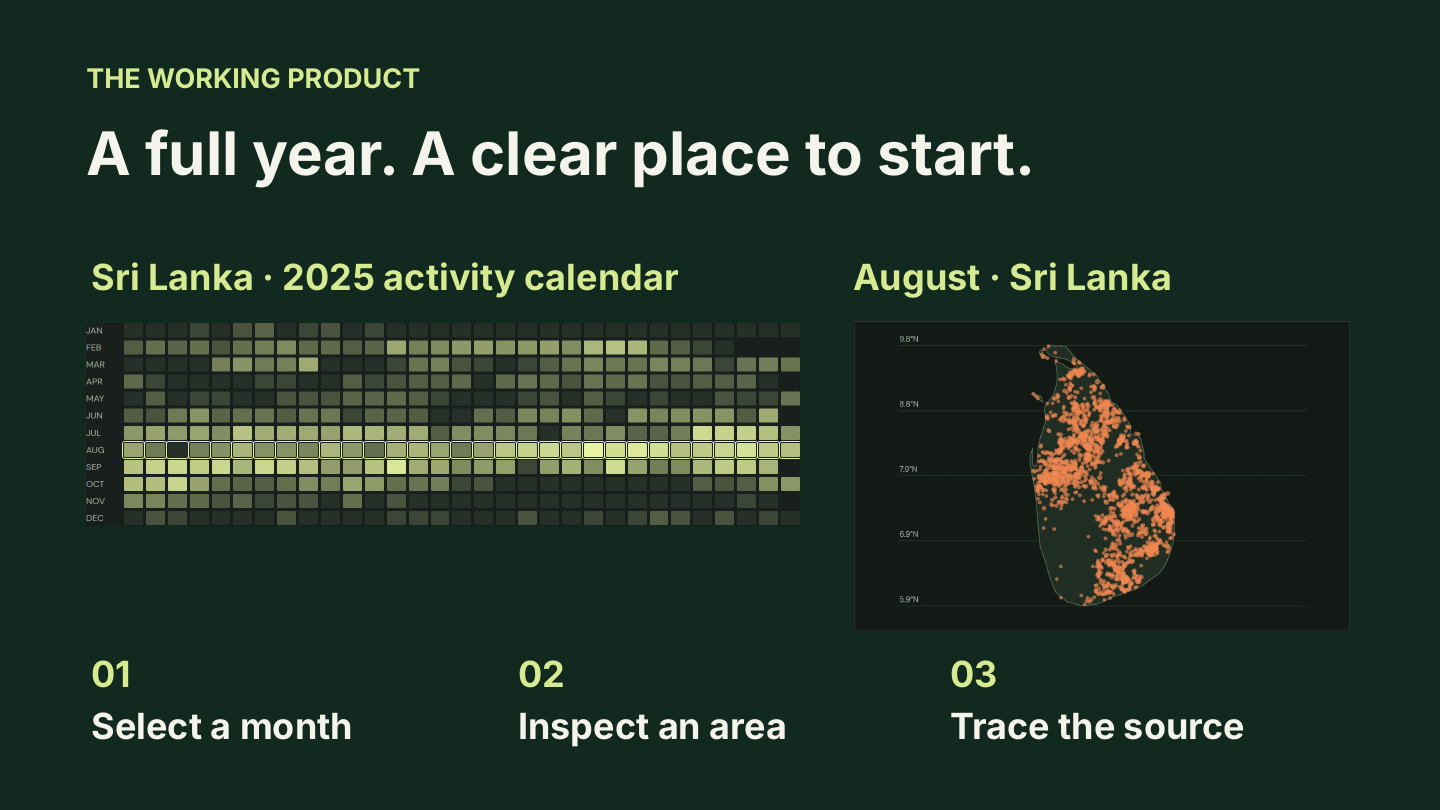 THE WORKING PRODUCT
A full year. A clear place to start.
Sri Lanka · 2025 activity calendar
August · Sri Lanka
JAN
FEB
MAR
APR
MAY
JUN
JUL
AUG
SEP
OCT
NOV
DEC
9.8°N
8.8°N
7.9°N
6.9°N
5.9°N
01
Select a month
02
Inspect an area
03
Trace the source